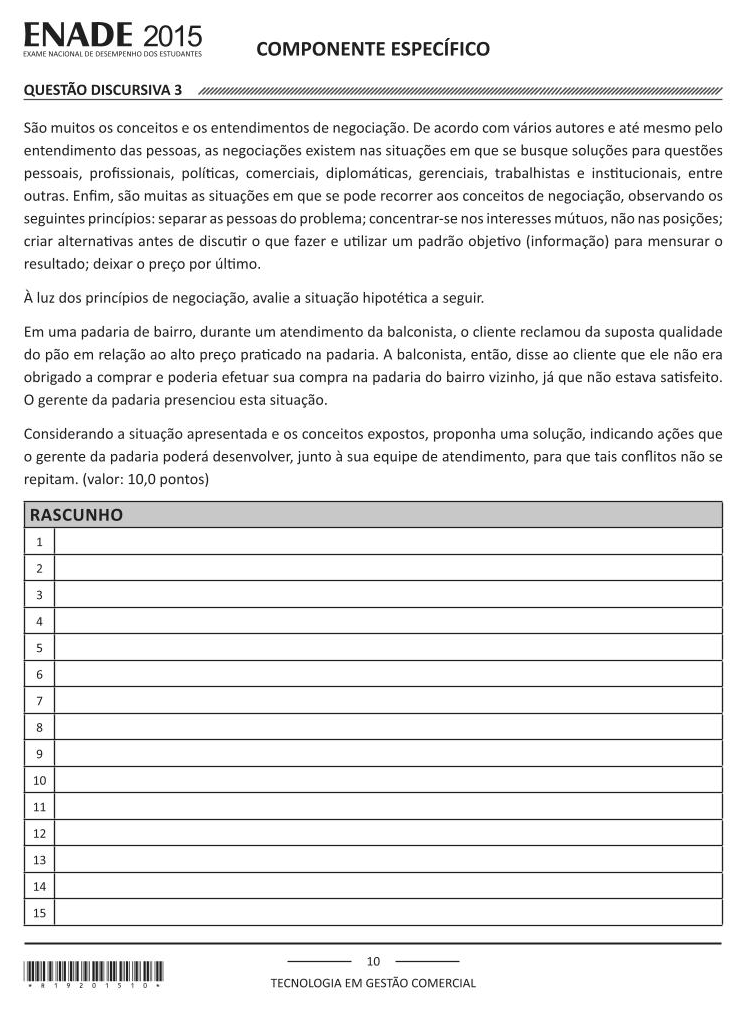 ENADE 2015
EXAME NACIONAL DE DESEMPENHO DOS ESTUDANTES
COMPONENTE ESPECÍFICO
QUESTÃO DISCURSIVA 3
São muitos os conceitos e os entendimentos de negociação. De acordo com vários autores e até mesmo pelo
entendimento das pessoas, as negociações existem nas situações em que se busque soluções para questões
pessoais, profissionais, políticas, comerciais, diplomáticas, gerenciais, trabalhistas e institucionais, entre
outras. Enfim, são muitas as situações em que se pode recorrer aos conceitos de negociação, observando os
seguintes princípios: separar as pessoas do problema; concentrar-se nos interesses mútuos, não nas posições;
criar alternativas antes de discutir o que fazer e utilizar um padrão objetivo (informação) para mensurar o
resultado; deixar o preço por último.
À luz dos princípios de negociação, avalie a situação hipotética a seguir.
Em uma padaria de bairro, durante um atendimento da balconista, o cliente reclamou da suposta qualidade
do pão em relação ao alto preço praticado na padaria. A balconista, então, disse ao cliente que ele não era
obrigado a comprar e poderia efetuar sua compra na padaria do bairro vizinho, já que não estava satisfeito.
O gerente da padaria presenciou esta situação.
Considerando a situação apresentada e os conceitos expostos, proponha uma solução, indicando ações que
o gerente da padaria poderá desenvolver, junto à sua equipe de atendimento, para que tais conflitos não se
repitam. (valor: 10,0 pontos)
RASCUNHO
1
2
3
4
5
6
7
8
9
10
11
12
13
14
15
10
TECNOLOGIA EM GESTÃO COMERCIAL
* 8 1 9 2 0 1 5 1 0 *